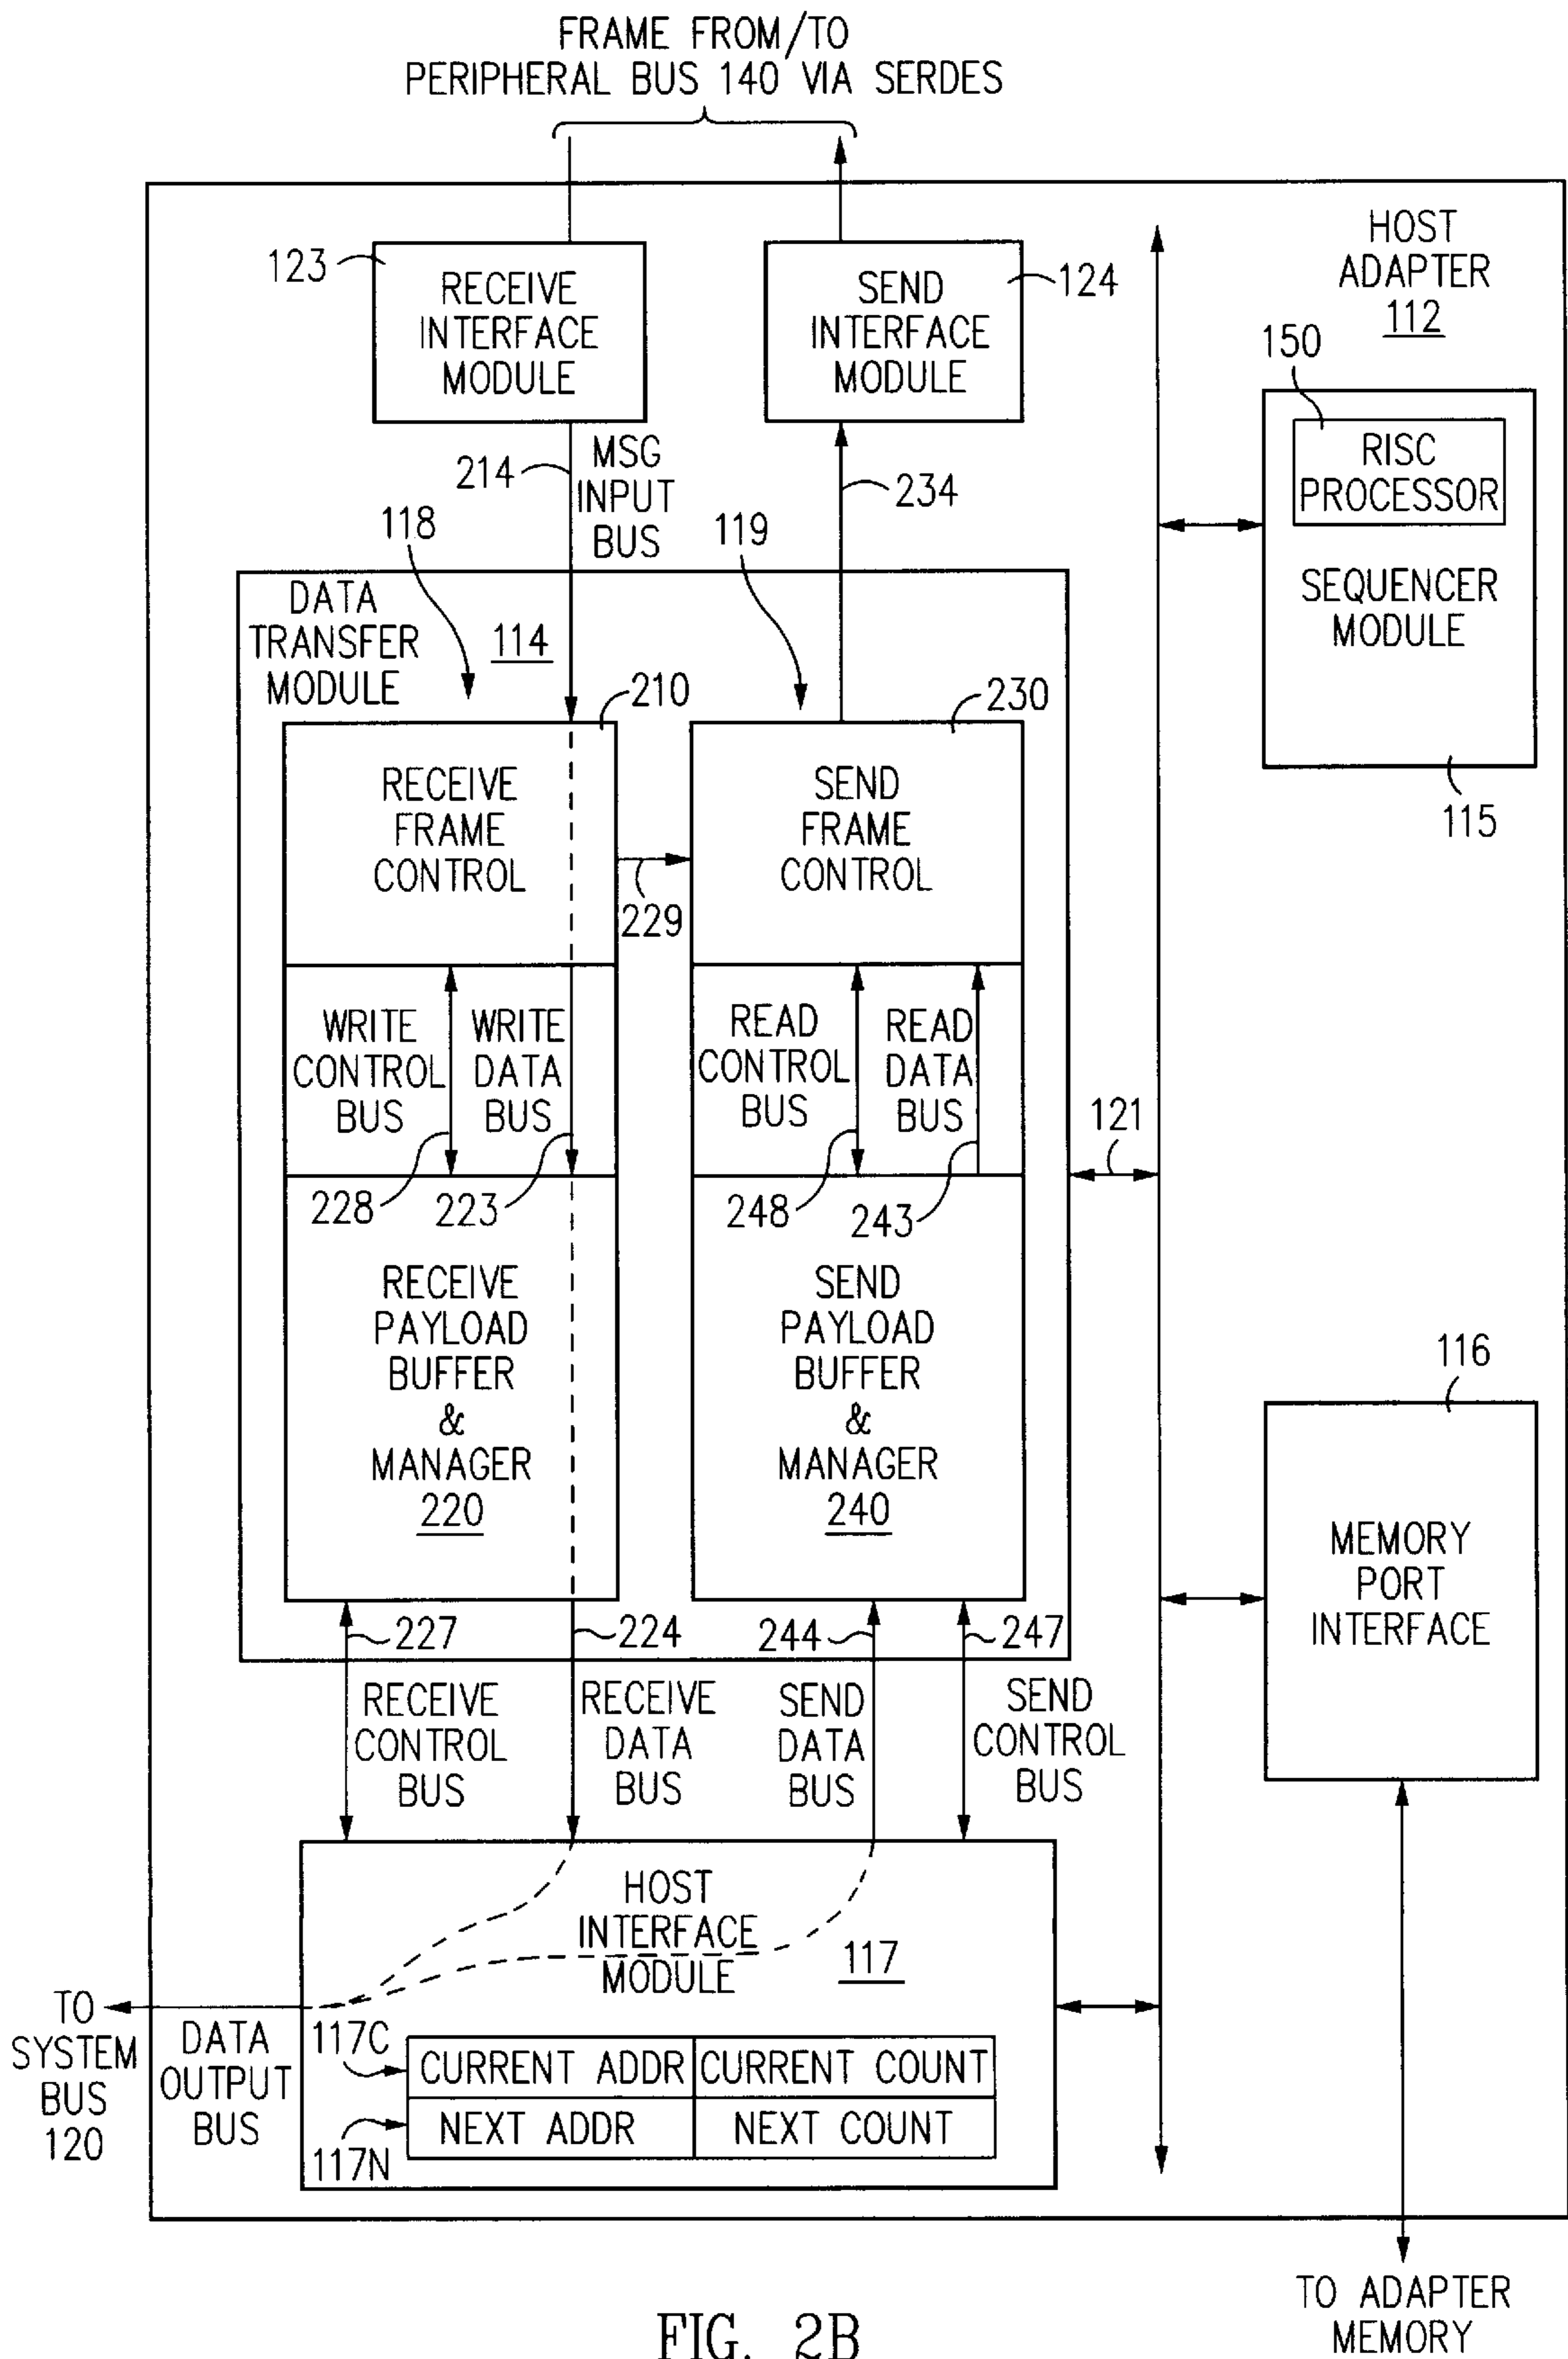 FRAME FROM/TO
PERIPHERAL BUS 140 VIA SERDES
HOST
ADAPTER
112
123
RECEIVE
INTERFACE
MODULE
SEND
INTERFACE
MODULE
124
150
RISC
PROCESSOR
SEQUENCER
MODULE
115
214
MSG
INPUT
BUS
234
118
119
DATA
TRANSFER
MODULE
114
210
230
RECEIVE
FRAME
CONTROL
SEND
FRAME
CONTROL
229
WRITE
CONTROL
BUS
WRITE
DATA
BUS
READ
CONTROL
BUS
READ
DATA
BUS
121
228
223
248
243
RECEIVE
PAYLOAD
BUFFER
&
MANAGER
220
SEND
PAYLOAD
BUFFER
&
MANAGER
240
116
MEMORY
PORT
INTERFACE
227
224
244
247
RECEIVE
CONTROL
BUS
RECEIVE
DATA
BUS
SEND
DATA
BUS
SEND
CONTROL
BUS
HOST
INTERFACE
MODULE
117
TO
SYSTEM
BUS
120
DATA
OUTPUT
BUS
117C
CURRENT ADDR
CURRENT COUNT
117N
NEXT ADDR
NEXT COUNT
TO ADAPTER
MEMORY
FIG. 2B